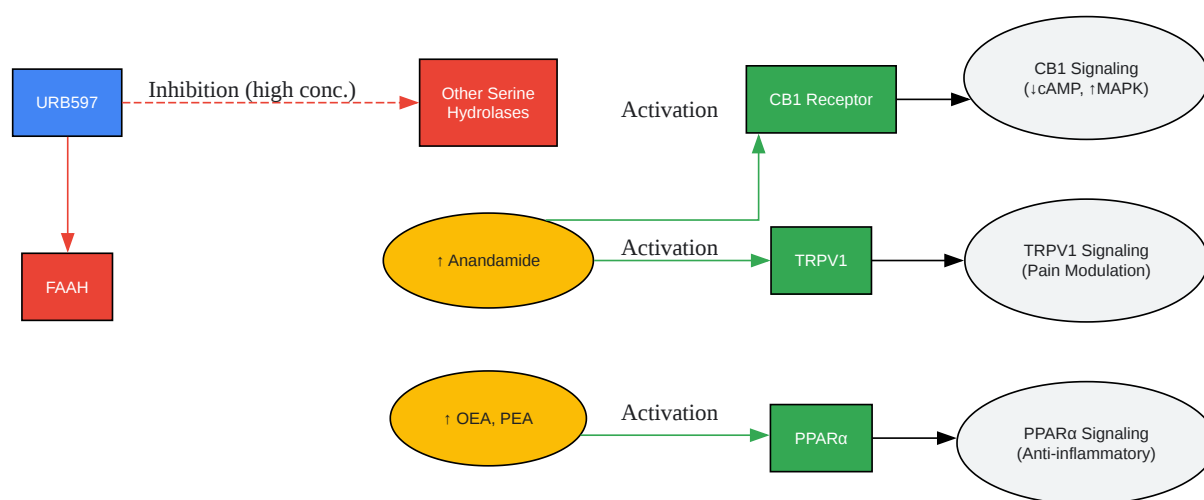 URB597
Inhibition (high conc.)
Other Serine
Hydrolases
Activation
CB1 Receptor
CB1 Signaling
(↓cAMP, ↑MAPK)
FAAH
↑ Anandamide
Activation
TRPV1
TRPV1 Signaling
(Pain Modulation)
↑ OEA, PEA
Activation
PPARα
PPARα Signaling
(Anti-inflammatory)